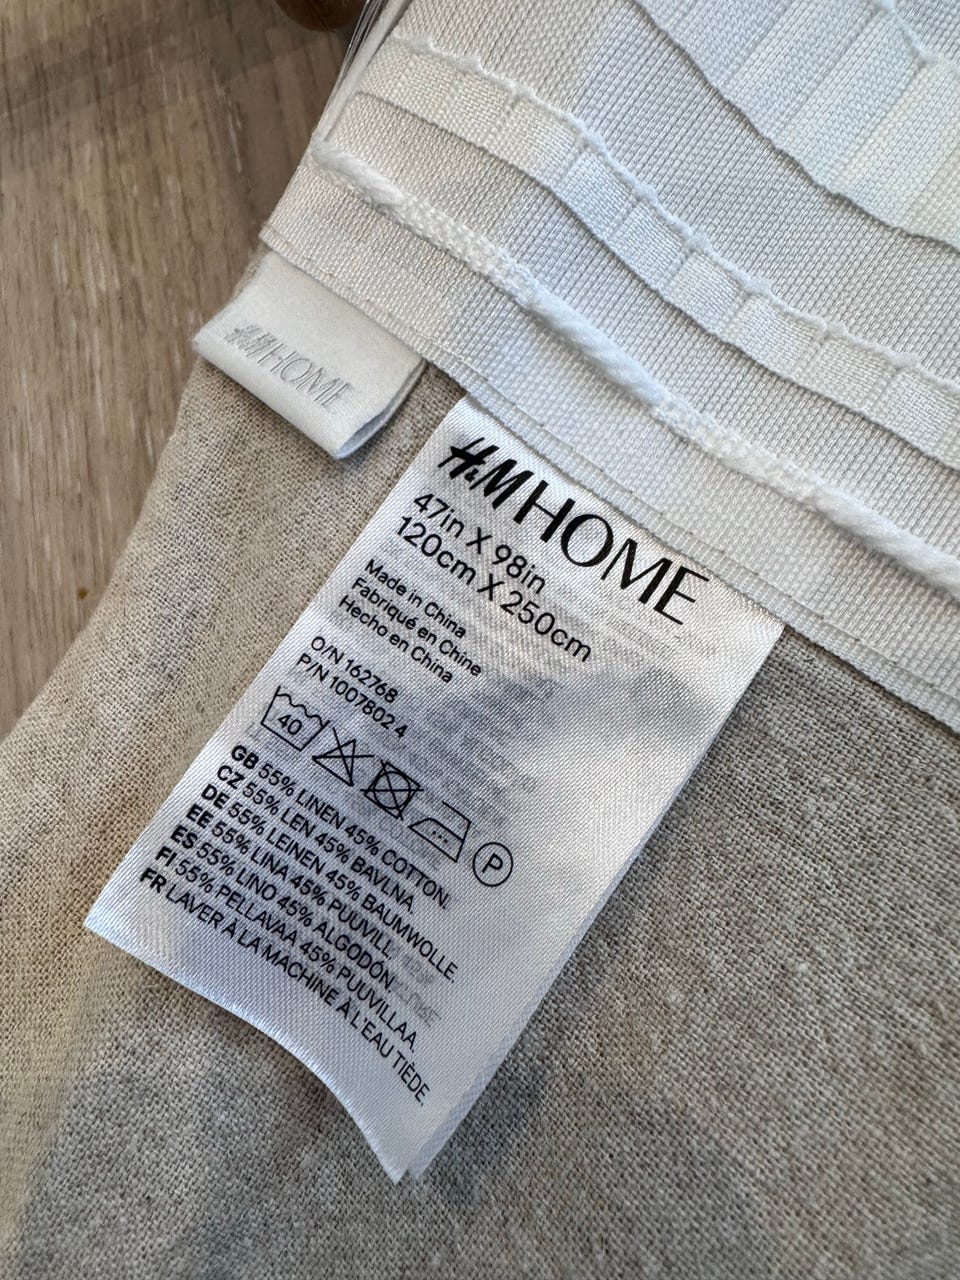 H&M HOME
H&M HOME
47in X 98in
120cm X 250cm
Made in China
Fabriqué en Chine
Hecho en China
O/N 162768
P/N 1007802 4
40
P
GB 55% LINEN 45% COTTON.
CZ 55% LEN 45% BAVLNA.
DE 55% LEINEN 45% BAUMWOLLE.
EE 55% LINA 45% PUUVILL.
ES 55% LINO 45% ALGODÓN.
FI 55% PELLAVAA 45% PUUVILLAA.
FR LAVER À LA MACHINE À L'EAU TIÈDE.